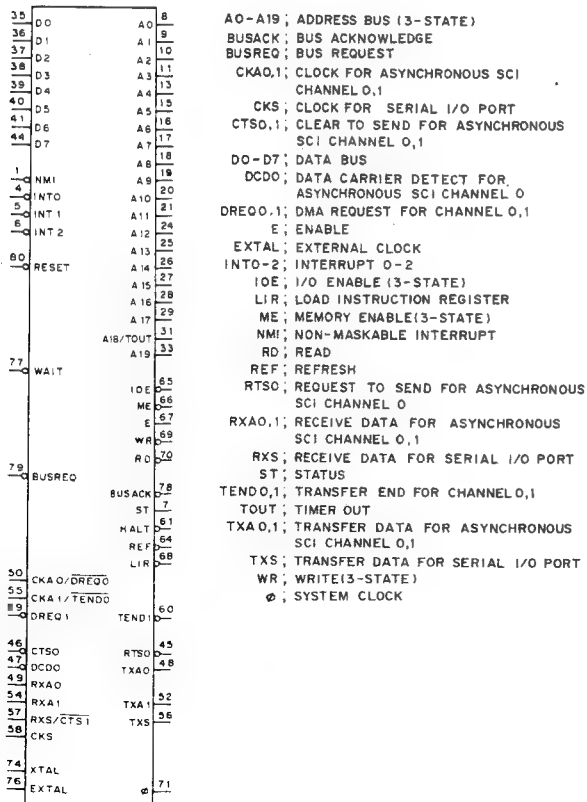 35 D0
36 D1
37 D2
38 D3
39 D4
40 D5
41 D6
44 D7
1 NMI
4 INT0
5 INT1
6 INT2
80 RESET
77 WAIT
79 BUSREQ
50 CKA0/DREQ0
55 CKA1/TEND0
DREQ1
46 CTS0
47 DCD0
49 RXA0
54 RXA1
57 RXS/CTS1
58 CKS
74 XTAL
76 EXTAL
A0 8
A1 9
A2 10
A3 11
A4 13
A5 15
A6 16
A7 17
A8 18
A9 19
A10 20
A11 21
A12 24
A13 25
A14 26
A15 27
A16 28
A17 29
A18/TOUT 31
A19 33
IOE 65
ME 66
E 67
WR 69
RD 70
BUSACK 78
ST 7
HALT 61
REF 64
LIR 68
TEND1 60
RTS0 45
TXA0 48
TXA1 52
TXS 56
ø 71
A0-A19; ADDRESS BUS (3-STATE)
BUSACK; BUS ACKNOWLEDGE
BUSREQ; BUS REQUEST
CKA0,1; CLOCK FOR ASYNCHRONOUS SCI
CHANNEL 0,1
CKS; CLOCK FOR SERIAL I/O PORT
CTS0,1; CLEAR TO SEND FOR ASYNCHRONOUS
SCI CHANNEL 0,1
D0-D7; DATA BUS
DCD0; DATA CARRIER DETECT FOR
ASYNCHRONOUS SCI CHANNEL 0
DREQ0,1; DMA REQUEST FOR CHANNEL 0,1
E; ENABLE
EXTAL; EXTERNAL CLOCK
INT0-2; INTERRUPT 0-2
IOE; I/O ENABLE (3-STATE)
LIR; LOAD INSTRUCTION REGISTER
ME; MEMORY ENABLE(3-STATE)
NMI; NON-MASKABLE INTERRUPT
RD; READ
REF; REFRESH
RTS0; REQUEST TO SEND FOR ASYNCHRONOUS
SCI CHANNEL 0
RXA0,1; RECEIVE DATA FOR ASYNCHRONOUS
SCI CHANNEL 0,1
RXS; RECEIVE DATA FOR SERIAL I/O PORT
ST; STATUS
TEND0,1; TRANSFER END FOR CHANNEL 0,1
TOUT; TIMER OUT
TXA0,1; TRANSFER DATA FOR ASYNCHRONOUS
SCI CHANNEL 0,1
TXS; TRANSFER DATA FOR SERIAL I/O PORT
WR; WRITE(3-STATE)
ø; SYSTEM CLOCK